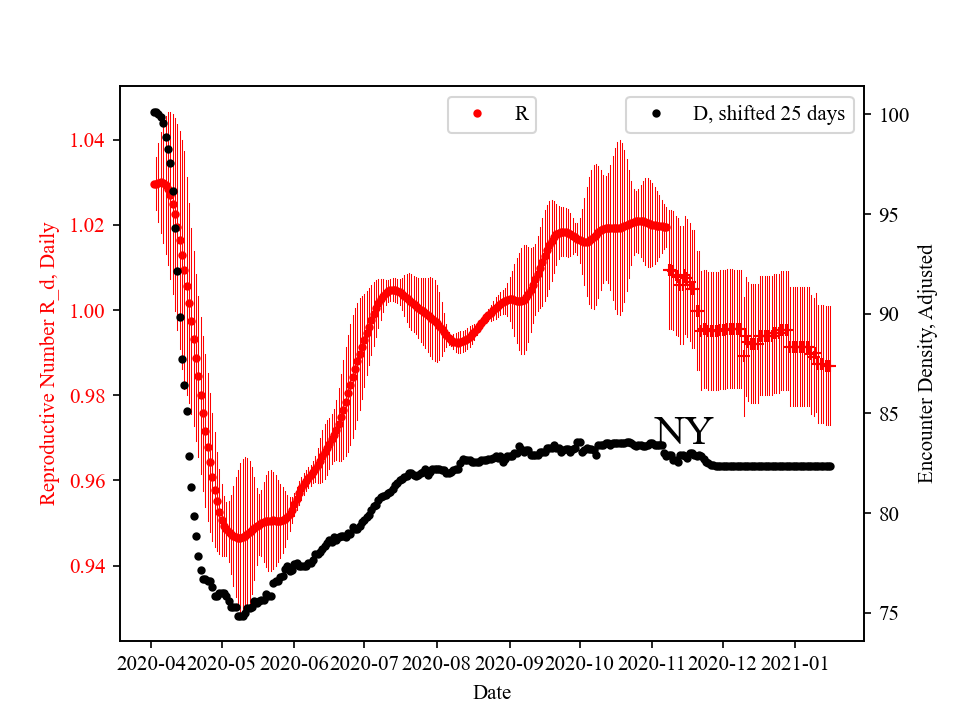 R
D, shifted 25 days
1.04
1.02
1.00
0.98
0.96
0.94
Reproductive Number R_d, Daily
100
95
90
85
80
75
Encounter Density, Adjusted
NY
2020-04 2020-05 2020-06 2020-07 2020-08 2020-09 2020-10 2020-11 2020-12 2021-01
Date